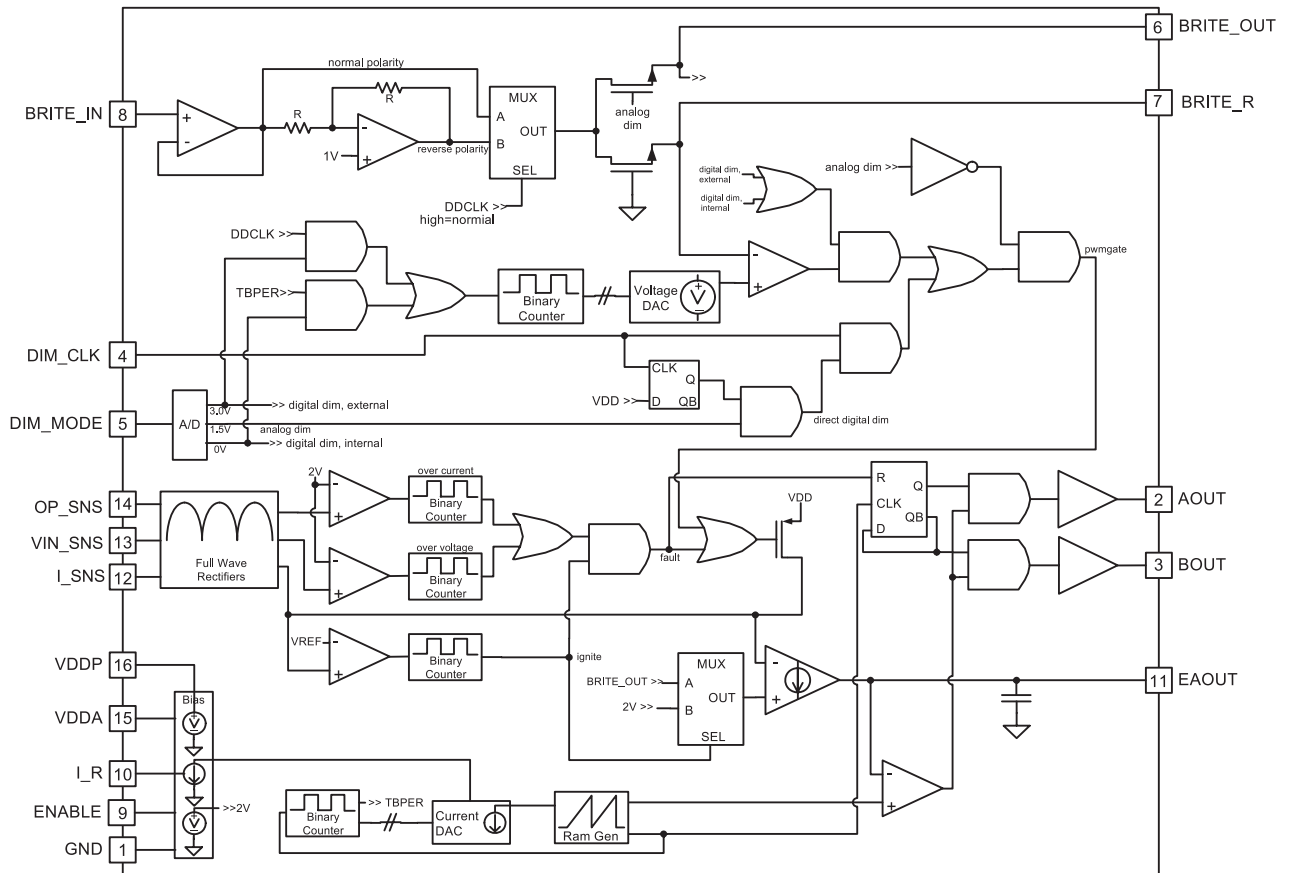 6 BRITE_OUT
normal polarity
R
R
MUX
A
OUT
B
SEL
>>
analog
dim
BRITE_IN 8
+
-
-
+
1V
reverse polarity
7 BRITE_R
DDCLK >>
high=normal
digital dim,
external
digital dim,
internal
analog dim >>
pwmgate
DDCLK >>
TBPER>>
Binary
Counter
Voltage
DAC
V
+
-
-
+
DIM_CLK 4
CLK
Q
D
QB
VDD >>
direct digital dim
DIM_MODE 5
A/D
3.0V
1.5V
0V
>> digital dim, external
analog dim
>> digital dim, internal
OP_SNS 14
VIN_SNS 13
I_SNS 12
Full Wave
Rectifiers
2V
-
+
over current
Binary
Counter
-
+
over voltage
Binary
Counter
fault
VDD
R
Q
CLK
QB
D
2 AOUT
3 BOUT
VREF
-
+
Binary
Counter
ignite
MUX
BRITE_OUT >> A
OUT
2V >> B
SEL
-
+
11 EAOUT
VDDP 16
VDDA 15
I_R 10
ENABLE 9
GND 1
Bias
V
+
-
>>2V
V
+
-
Binary
Counter
>> TBPER
Current
DAC
Ram Gen
-
+